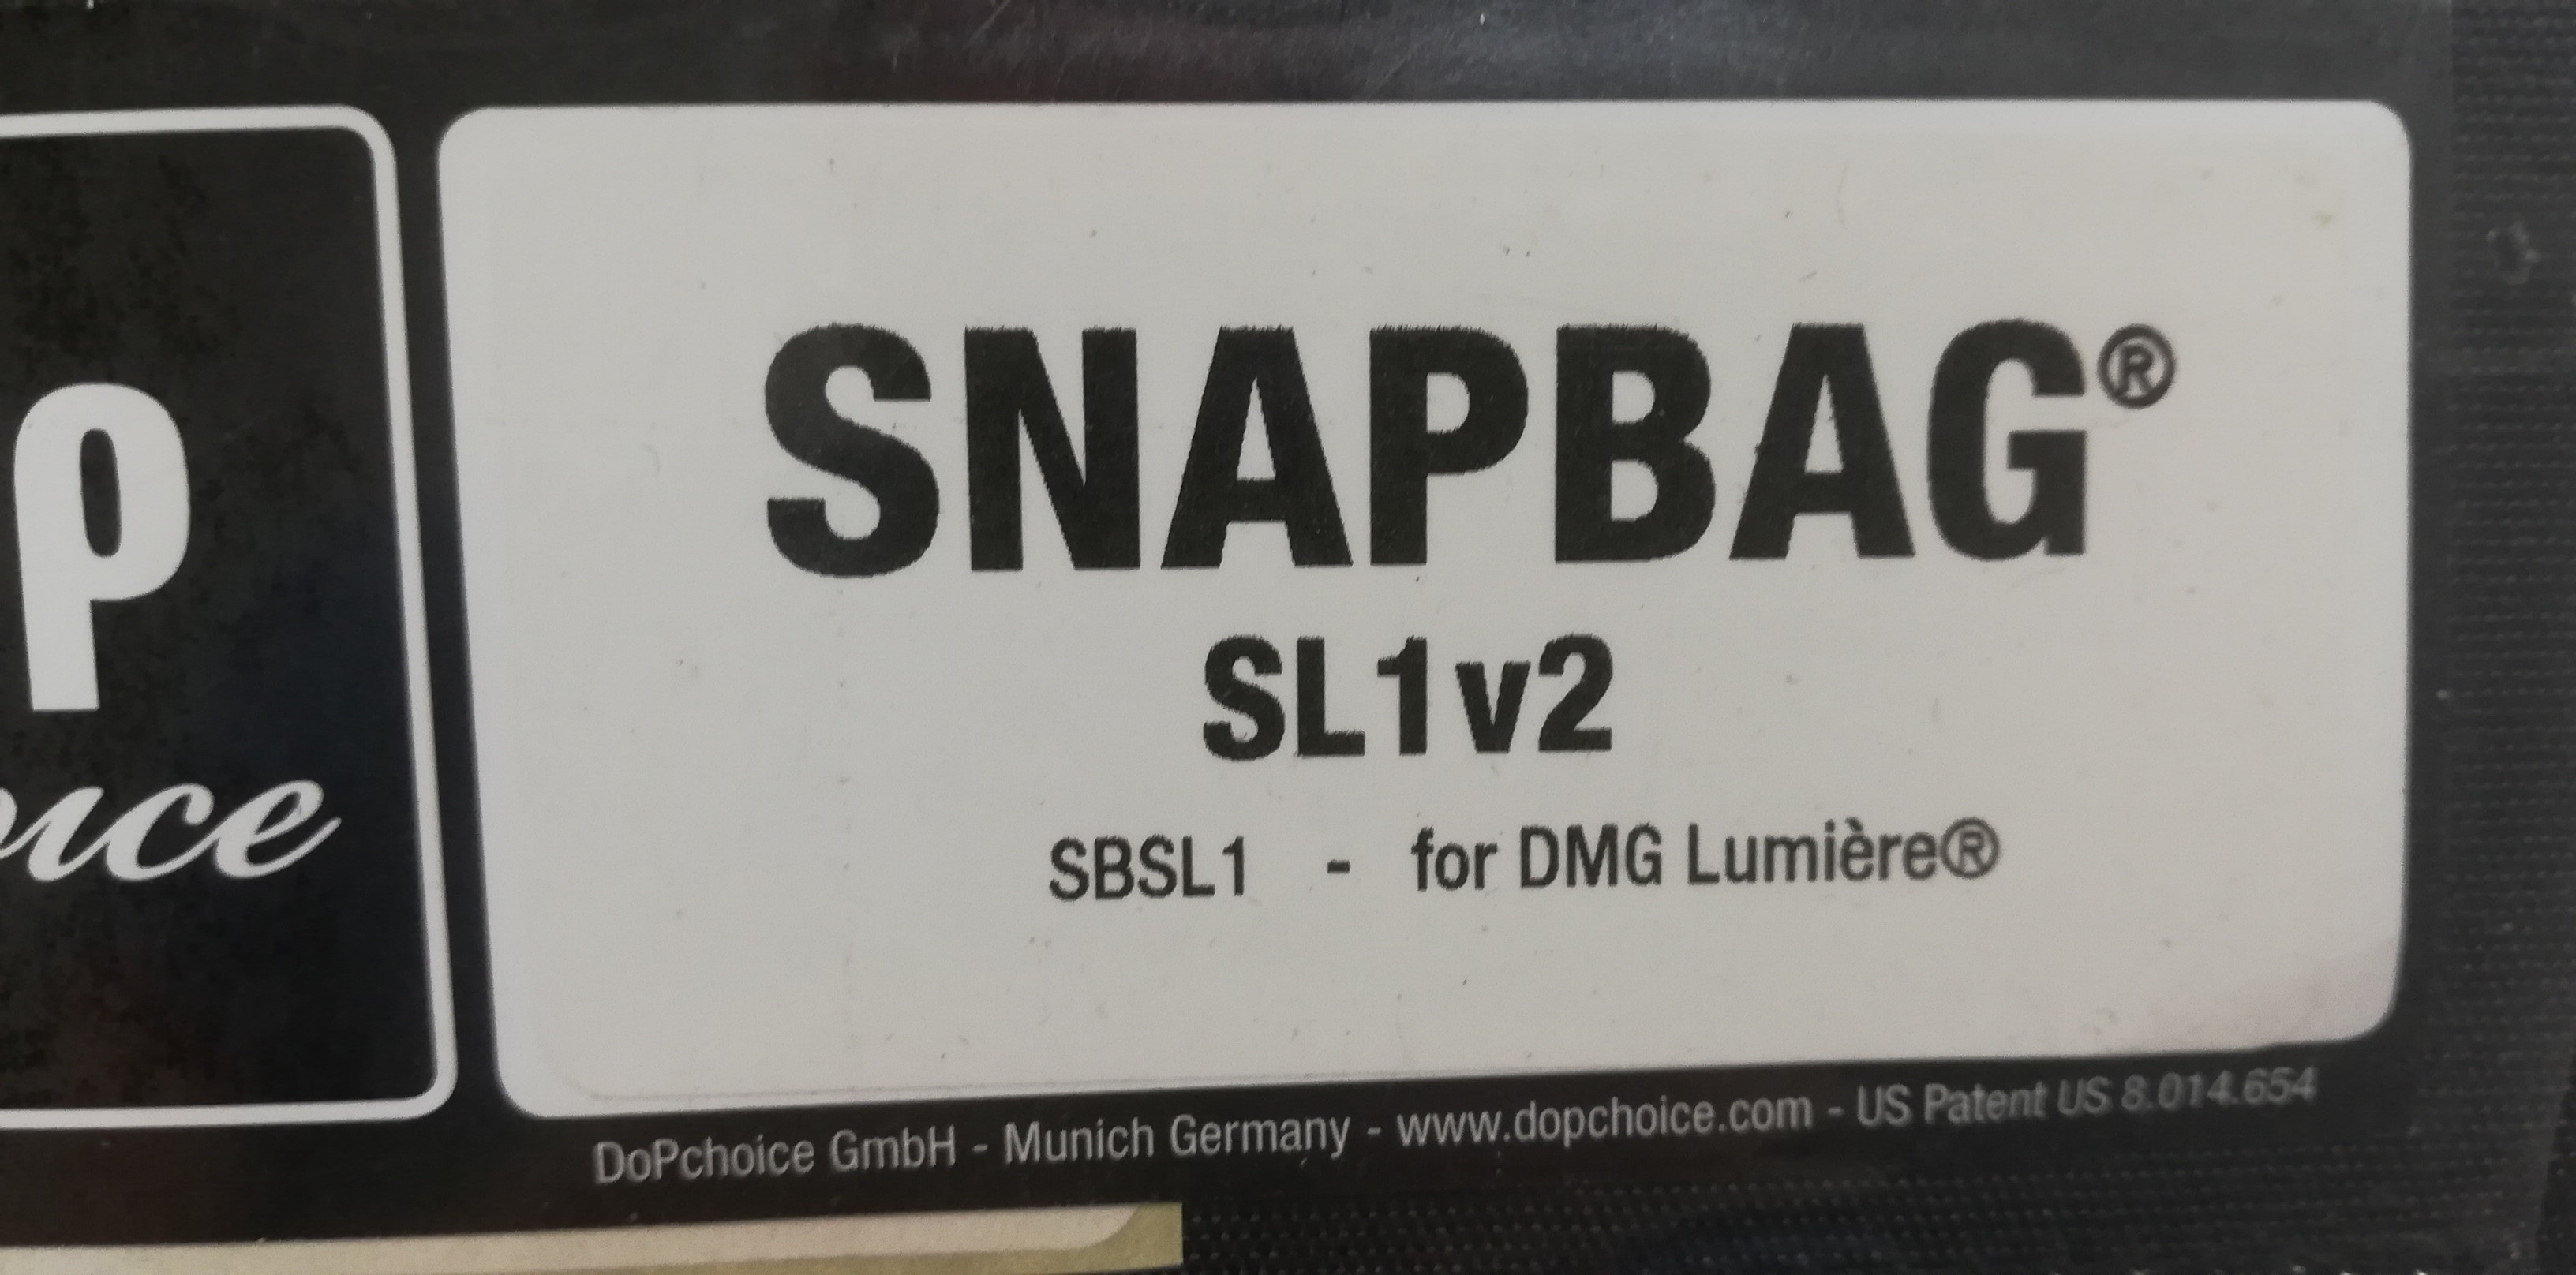 SNAPBAG®
SL1v2
SBSL1 - for DMG Lumière®
DoPchoice GmbH - Munich Germany - www.dopchoice.com - US Patent US 8.014.654